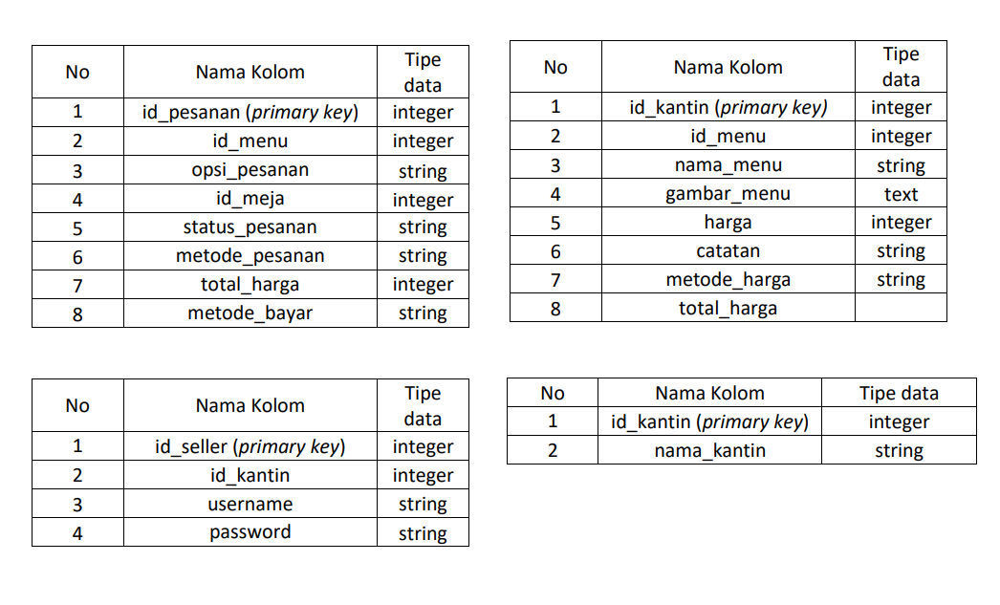 No Nama Kolom Tipe data
1 id_pesanan (primary key) integer
2 id_menu integer
3 opsi_pesanan string
4 id_meja integer
5 status_pesanan string
6 metode_pesanan string
7 total_harga integer
8 metode_bayar string
No Nama Kolom Tipe data
1 id_kantin (primary key) integer
2 id_menu integer
3 nama_menu string
4 gambar_menu text
5 harga integer
6 catatan string
7 metode_harga string
8 total_harga
No Nama Kolom Tipe data
1 id_seller (primary key) integer
2 id_kantin integer
3 username string
4 password string
No Nama Kolom Tipe data
1 id_kantin (primary key) integer
2 nama_kantin string